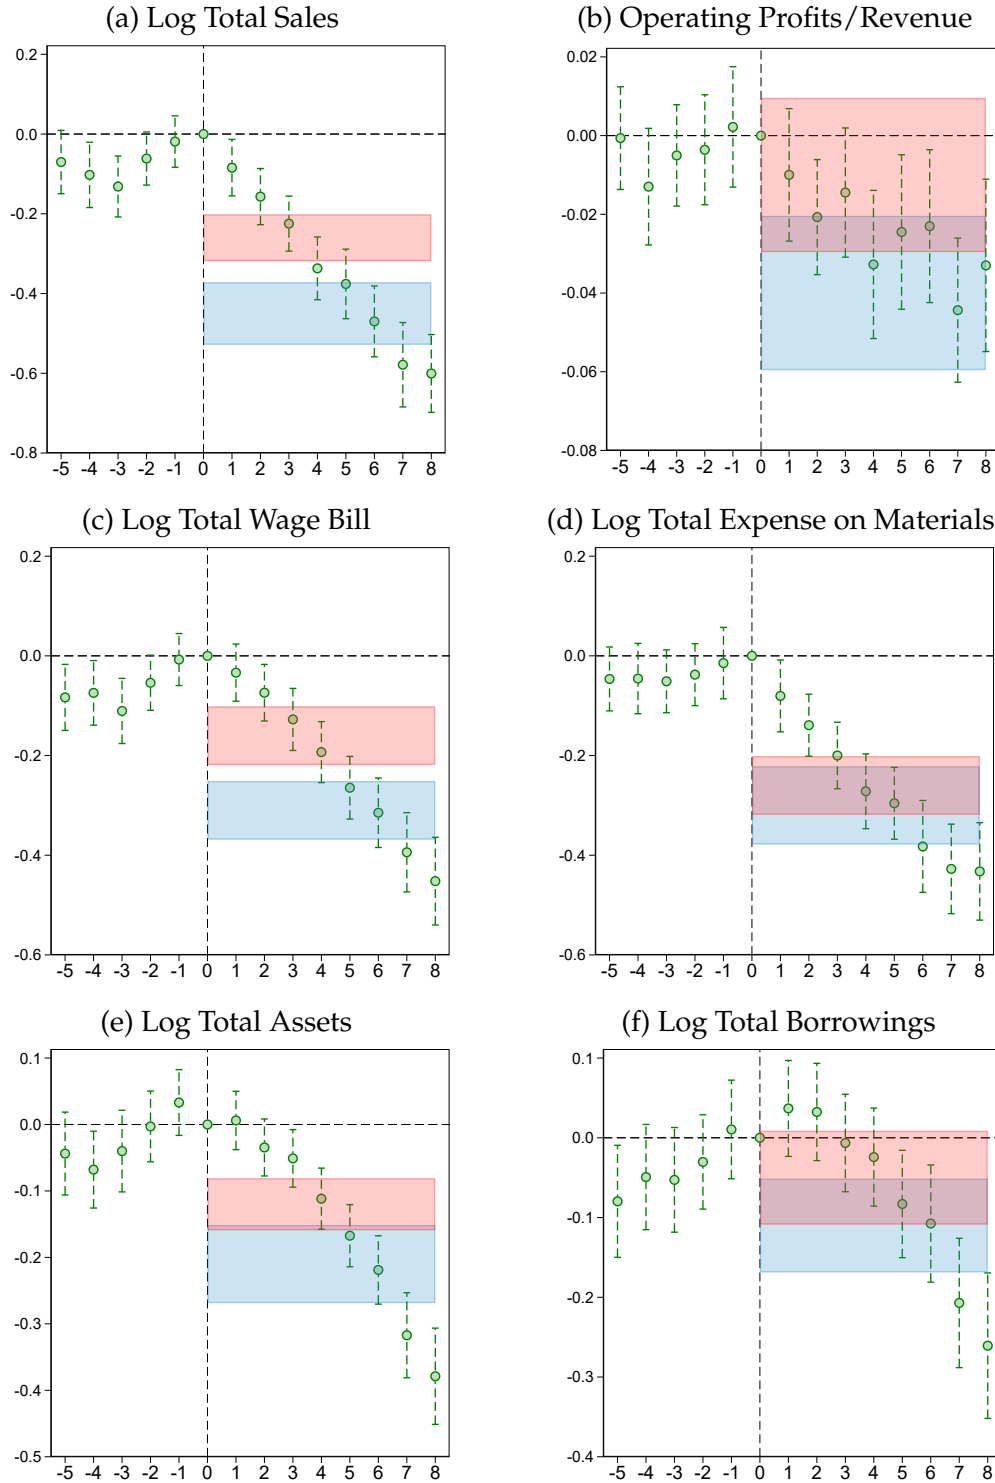 (a) Log Total Sales
0.2
0.0
-0.2
-0.4
-0.6
-0.8
-5 -4 -3 -2 -1 0 1 2 3 4 5 6 7 8
(b) Operating Profits/Revenue
0.02
0.00
-0.02
-0.04
-0.06
-0.08
-5 -4 -3 -2 -1 0 1 2 3 4 5 6 7 8
(c) Log Total Wage Bill
0.2
0.0
-0.2
-0.4
-0.6
-5 -4 -3 -2 -1 0 1 2 3 4 5 6 7 8
(d) Log Total Expense on Materials
0.2
0.0
-0.2
-0.4
-0.6
-5 -4 -3 -2 -1 0 1 2 3 4 5 6 7 8
(e) Log Total Assets
0.1
0.0
-0.1
-0.2
-0.3
-0.4
-0.5
-5 -4 -3 -2 -1 0 1 2 3 4 5 6 7 8
(f) Log Total Borrowings
0.1
0.0
-0.1
-0.2
-0.3
-0.4
-5 -4 -3 -2 -1 0 1 2 3 4 5 6 7 8